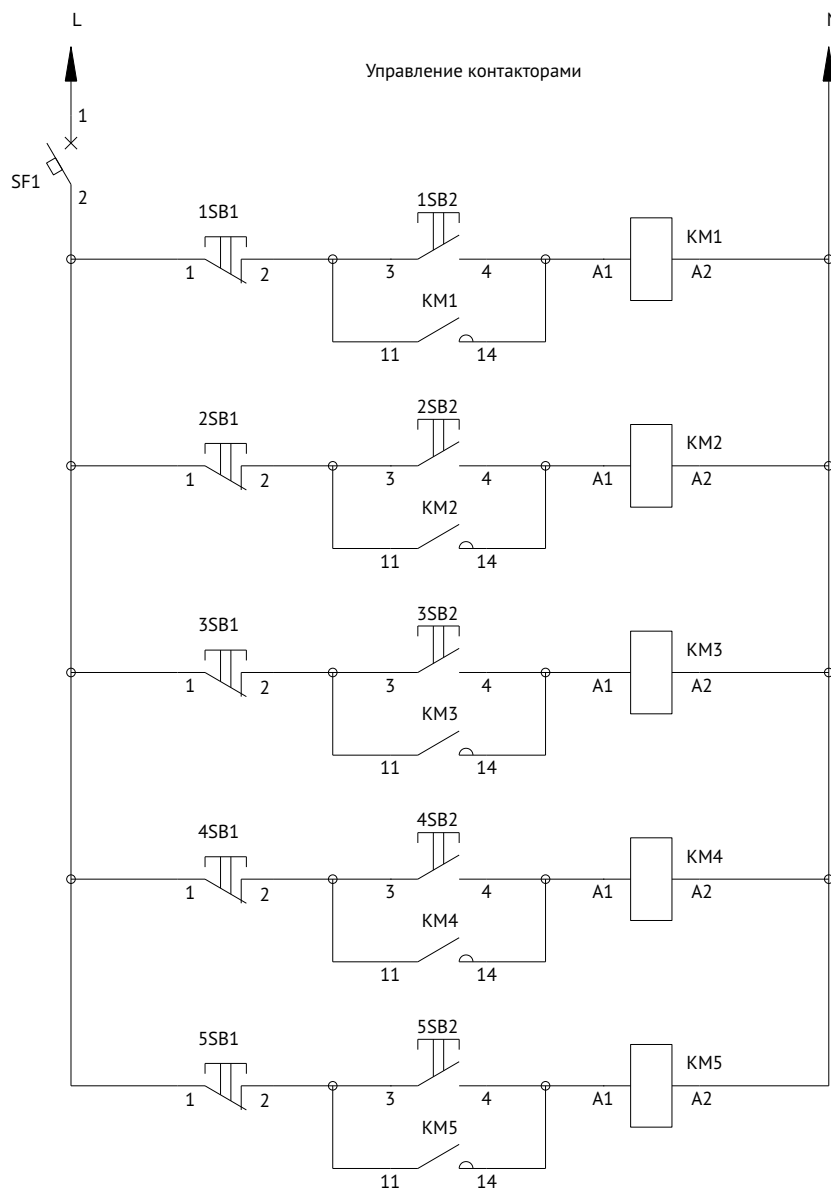 L N
Управление контакторами
1
SF1
2
1SB1 1SB2 KM1
1 2 3 4 A1 A2
KM1
11 14
2SB1 2SB2 KM2
1 2 3 4 A1 A2
KM2
11 14
3SB1 3SB2 KM3
1 2 3 4 A1 A2
KM3
11 14
4SB1 4SB2 KM4
1 2 3 4 A1 A2
KM4
11 14
5SB1 5SB2 KM5
1 2 3 4 A1 A2
KM5
11 14